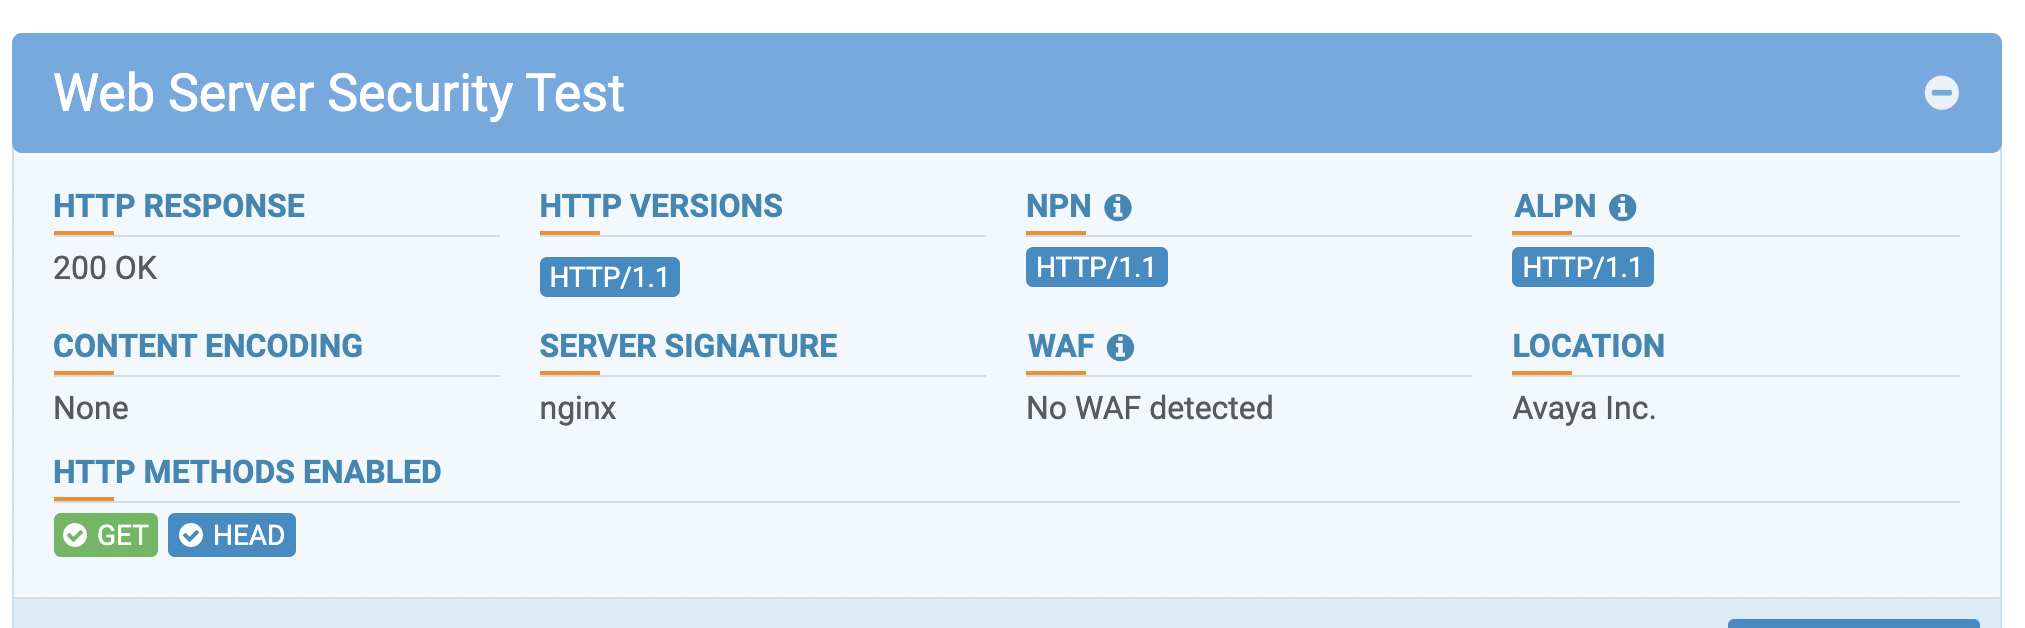 Web Server Security Test
HTTP RESPONSE
200 OK
HTTP VERSIONS
HTTP/1.1
NPN
HTTP/1.1
ALPN
HTTP/1.1
CONTENT ENCODING
None
SERVER SIGNATURE
nginx
WAF
No WAF detected
LOCATION
Avaya Inc.
HTTP METHODS ENABLED
GET HEAD